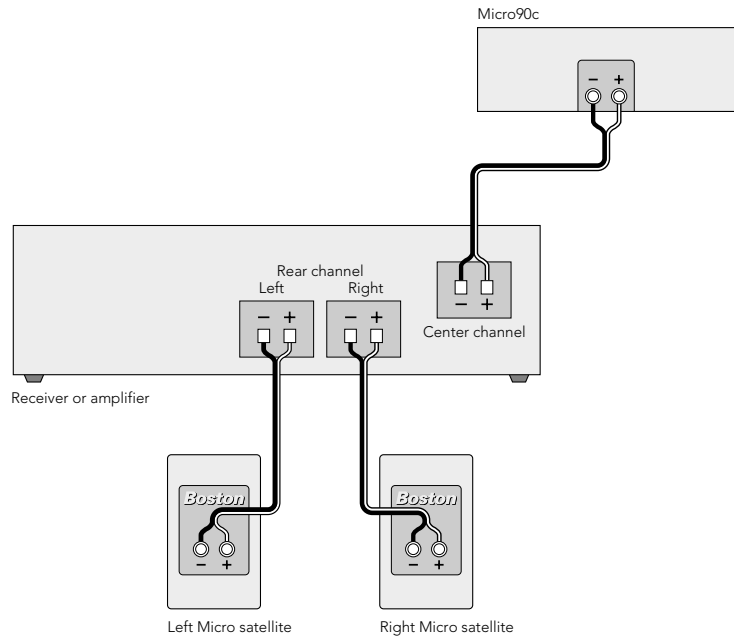 Micro90c
– +
Rear channel
Left Right
– + – +
– +
Center channel
Receiver or amplifier
Boston Boston
– + – +
Left Micro satellite Right Micro satellite